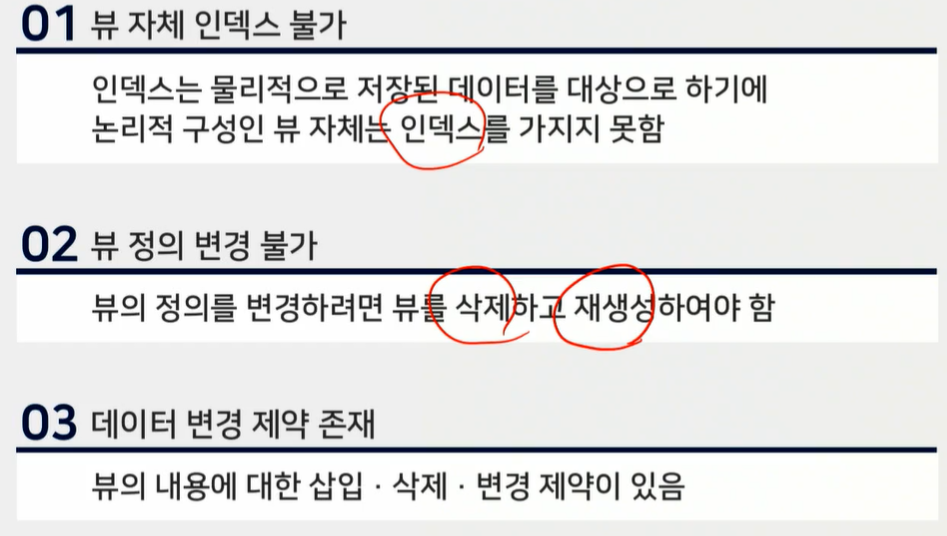 01 뷰 자체 인덱스 불가
인덱스는 물리적으로 저장된 데이터를 대상으로 하기에
논리적 구성인 뷰 자체는 인덱스를 가지지 못함
02 뷰 정의 변경 불가
뷰의 정의를 변경하려면 뷰를 삭제하고 재생성하여야 함
03 데이터 변경 제약 존재
뷰의 내용에 대한 삽입 · 삭제 · 변경 제약이 있음